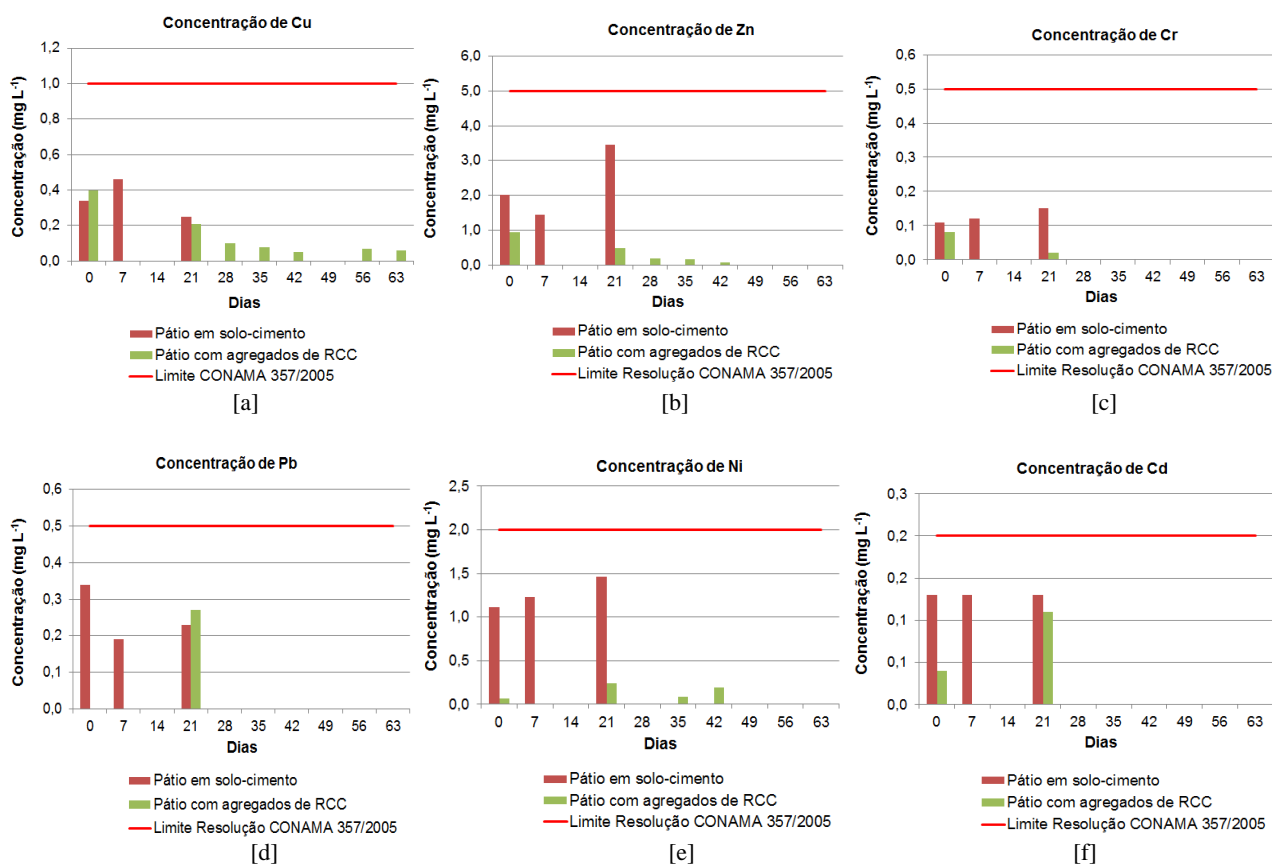 Concentração de Cu
Concentração (mg L-1)
1,2
1,0
0,8
0,6
0,4
0,2
0,0
0 7 14 21 28 35 42 49 56 63
Dias
Pátio em solo-cimento
Pátio com agregados de RCC
Limite CONAMA 357/2005
[a]
Concentração de Zn
Concentração (mg L-1)
6,0
5,0
4,0
3,0
2,0
1,0
0,0
0 7 14 21 28 35 42 49 56 63
Dias
Pátio em solo-cimento
Pátio com agregados de RCC
Limite Resolução CONAMA 357/2005
[b]
Concentração de Cr
Concentração (mg L-1)
0,6
0,5
0,4
0,3
0,2
0,1
0,0
0 7 14 21 28 35 42 49 56 63
Dias
Pátio em solo-cimento
Pátio com agregados de RCC
Limite Resolução CONAMA 357/2005
[c]
Concentração de Pb
Concentração (mg L-1)
0,6
0,5
0,4
0,3
0,2
0,1
0,0
0 7 14 21 28 35 42 49 56 63
Dias
Pátio em solo-cimento
Pátio com agregados de RCC
Limite Resolução CONAMA 357/2005
[d]
Concentração de Ni
Concentração (mg L-1)
2,5
2,0
1,5
1,0
0,5
0,0
0 7 14 21 28 35 42 49 56 63
Dias
Pátio em solo-cimento
Pátio com agregados de RCC
Limite Resolução CONAMA 357/2005
[e]
Concentração de Cd
Concentração (mg L-1)
0,3
0,2
0,2
0,1
0,1
0,0
0 7 14 21 28 35 42 49 56 63
Dias
Pátio em solo-cimento
Pátio com agregados de RCC
Limite Resolução CONAMA 357/2005
[f]